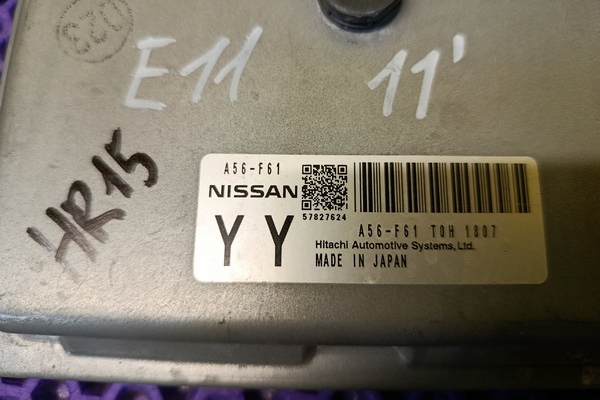 323
E11 11'
HR15
A56-F61
NISSAN
57827624
YY
A56-F61 TOH 1807
Hitachi Automotive Systems, Ltd.
MADE IN JAPAN